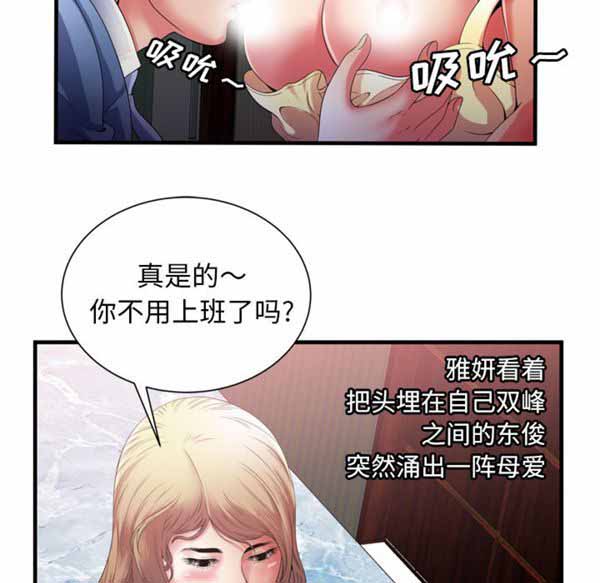 吸吮～
吸吮～
真是的～
你不用上班了吗?
雅妍看着
把头埋在自己双峰
之间的东俊
突然涌出一阵母爱